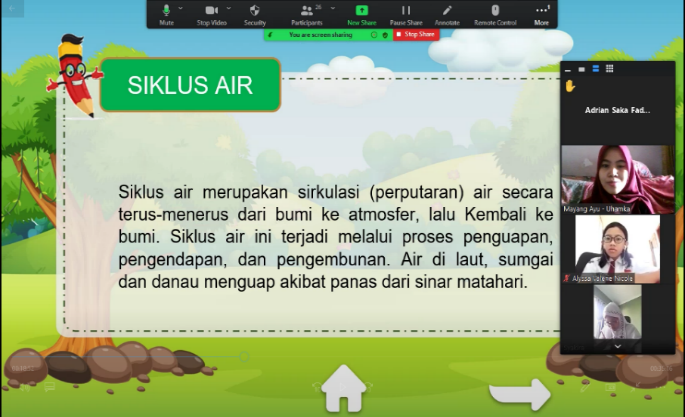 Mute
Stop Video
Security
Participants
26
New Share
Pause Share
Annotate
Remote Control
More
You are screen sharing
Stop Share
SIKLUS AIR
Siklus air merupakan sirkulasi (perputaran) air secara
terus-menerus dari bumi ke atmosfer, lalu Kembali ke
bumi. Siklus air ini terjadi melalui proses penguapan,
pengendapan, dan pengembunan. Air di laut, sumgai
dan danau menguap akibat panas dari sinar matahari.
Adrian Saka Fad...
Mayang Ayu - Uhamka
Alyssa Jalene Nicole